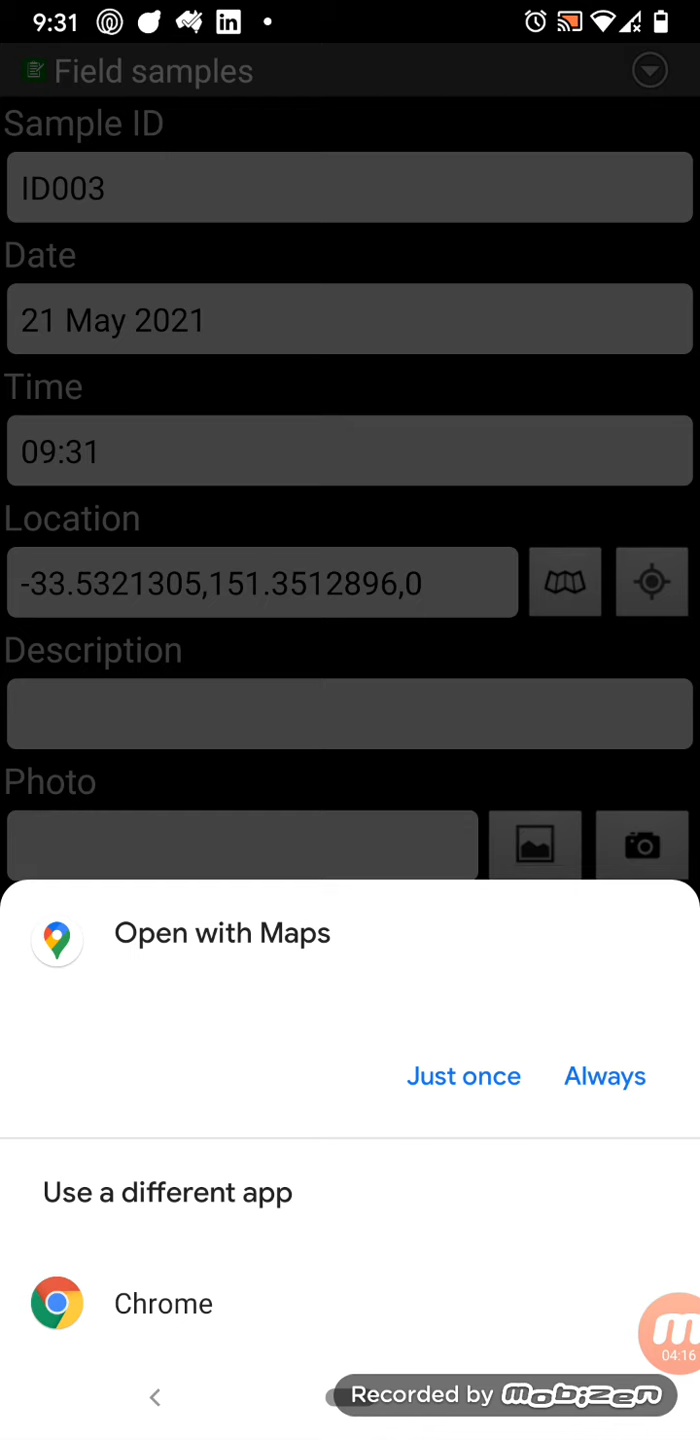 9:31
Field samples
Sample ID
ID003
Date
21 May 2021
Time
09:31
Location
-33.5321305,151.3512896,0
Description
Photo
Open with Maps
Just once Always
Use a different app
Chrome
04:16
Recorded by mobizen